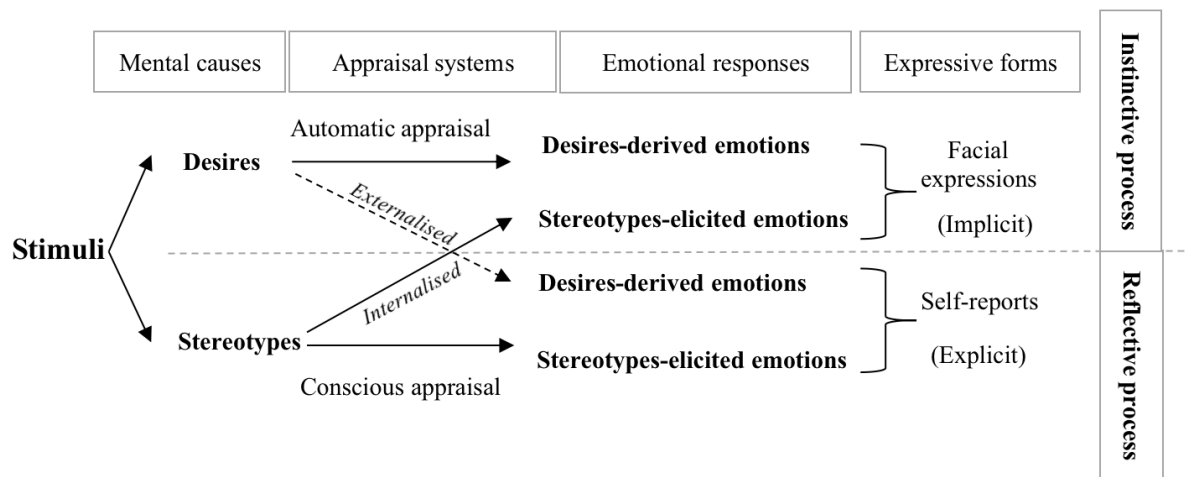 Mental causes
Appraisal systems
Emotional responses
Expressive forms
Instinctive process
Automatic appraisal
Desires
Desires-derived emotions
Facial
expressions
(Implicit)
Externalised
Stereotypes-elicited emotions
Stimuli
Internalised
Desires-derived emotions
Self-reports
(Explicit)
Stereotypes
Stereotypes-elicited emotions
Conscious appraisal
Reflective process